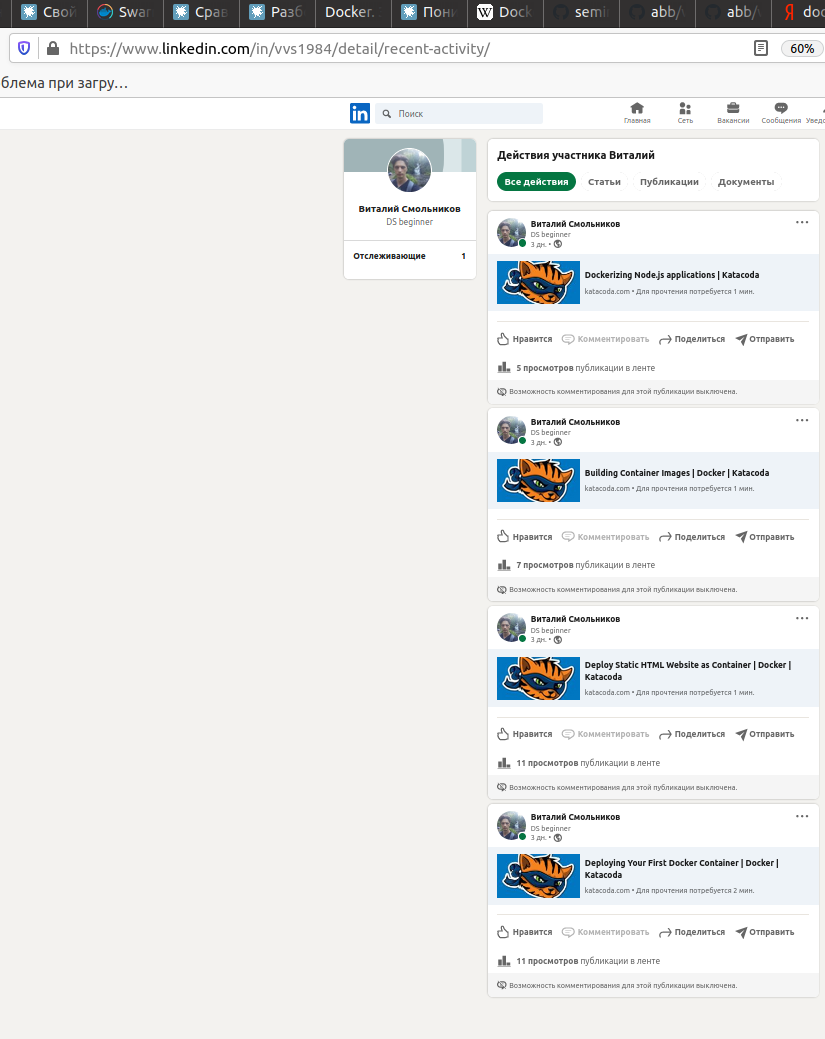 Свой
Swar
Срав
Разб
Docker.
Пони
Dock
semi
abb/
abb/
doc
https://www.linkedin.com/in/vvs1984/detail/recent-activity/
60%
блема при загру...
in
Поиск
Главная
Сеть
Вакансии
Сообщения
Уведо
Виталий Смольников
DS beginner
Отслеживающие 1
Действия участника Виталий
Все действия Статьи Публикации Документы
Виталий Смольников
DS beginner
3 дн. •
Dockerizing Node.js applications | Katacoda
katacoda.com • Для прочтения потребуется 1 мин.
Нравится Комментировать Поделиться Отправить
5 просмотров публикации в ленте
Возможность комментирования для этой публикации выключена.
Виталий Смольников
DS beginner
3 дн. •
Building Container Images | Docker | Katacoda
katacoda.com • Для прочтения потребуется 1 мин.
Нравится Комментировать Поделиться Отправить
7 просмотров публикации в ленте
Возможность комментирования для этой публикации выключена.
Виталий Смольников
DS beginner
3 дн. •
Deploy Static HTML Website as Container | Docker |
Katacoda
katacoda.com • Для прочтения потребуется 1 мин.
Нравится Комментировать Поделиться Отправить
11 просмотров публикации в ленте
Возможность комментирования для этой публикации выключена.
Виталий Смольников
DS beginner
3 дн. •
Deploying Your First Docker Container | Docker |
Katacoda
katacoda.com • Для прочтения потребуется 2 мин.
Нравится Комментировать Поделиться Отправить
11 просмотров публикации в ленте
Возможность комментирования для этой публикации выключена.